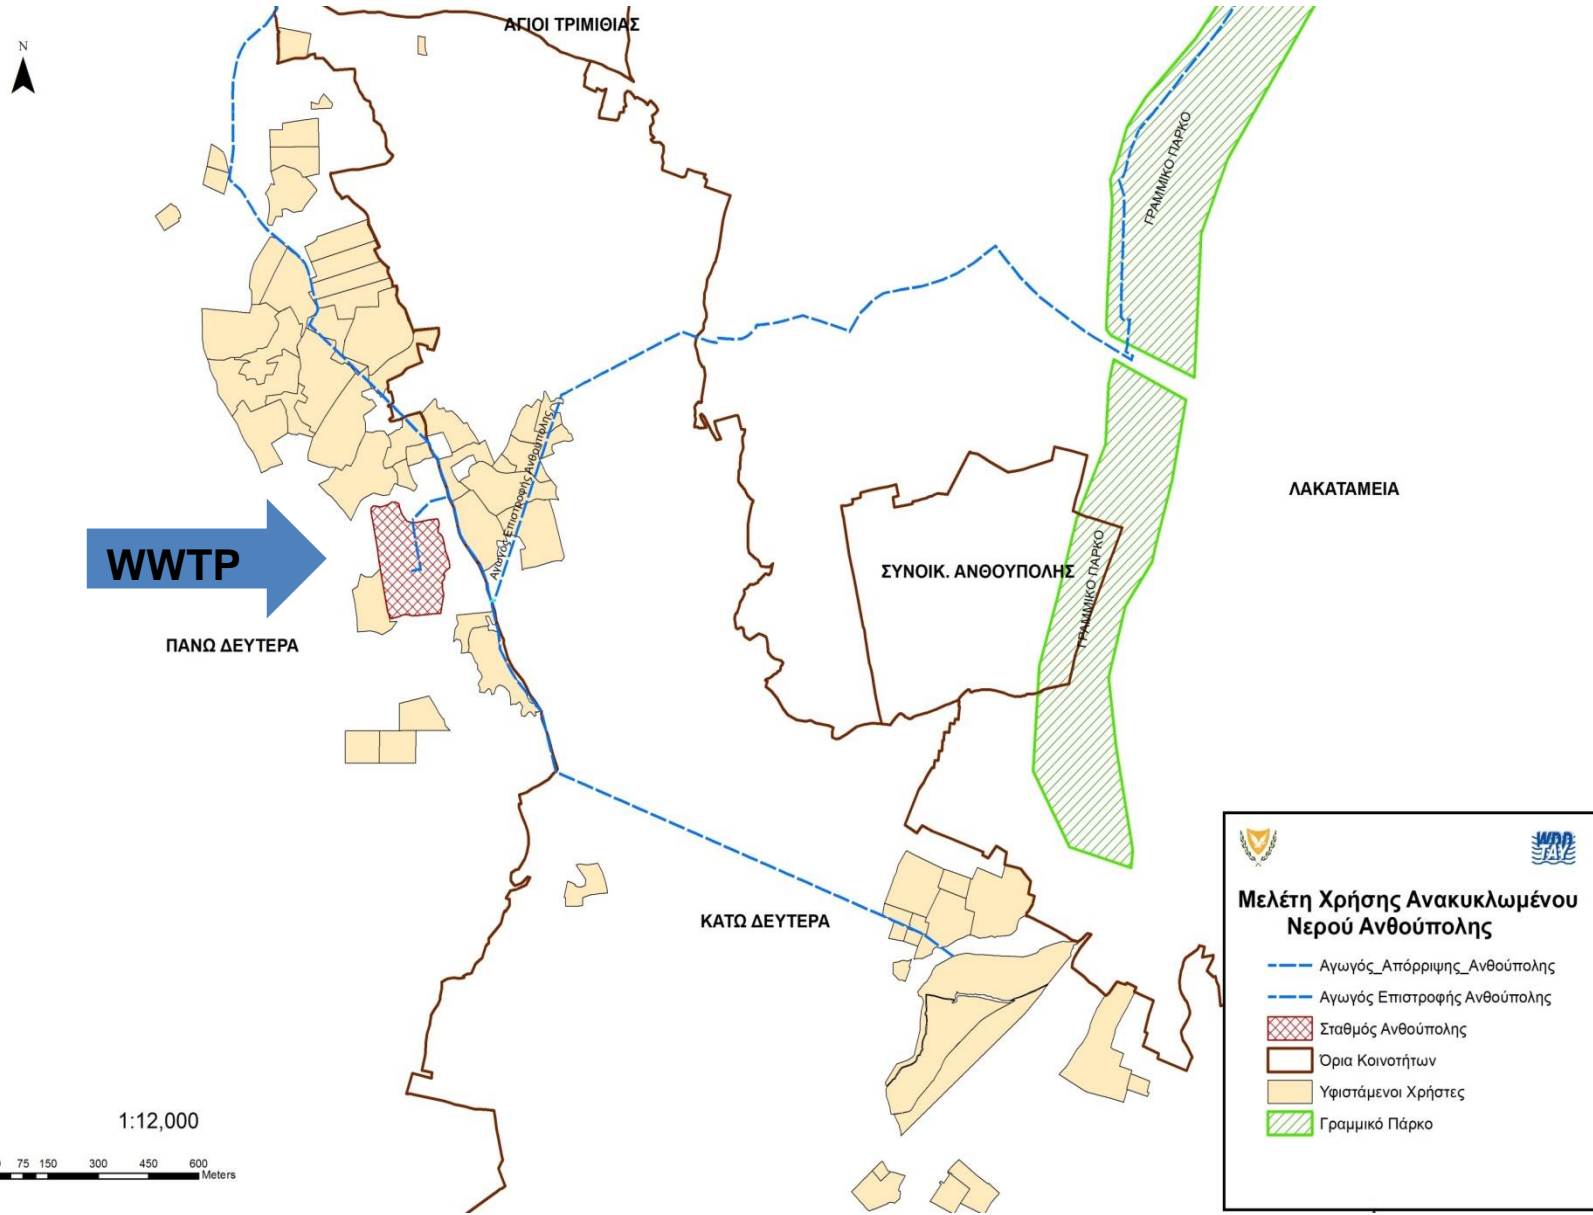 ΑΓΙΟΙ ΤΡΙΜΙΘΙΑΣ
N
ΓΡΑΜΜΙΚΟ ΠΑΡΚΟ
Αγωγός Επιστροφής Ανθούπολης
ΛΑΚΑΤΑΜΕΙΑ
WWTP
ΣΥΝΟΙΚ. ΑΝΘΟΥΠΟΛΗΣ
ΓΡΑΜΜΙΚΟ ΠΑΡΚΟ
ΠΑΝΩ ΔΕΥΤΕΡΑ
ΚΑΤΩ ΔΕΥΤΕΡΑ
WDD
ΤΑΥ
Μελέτη Χρήσης Ανακυκλωμένου
Νερού Ανθούπολης
Αγωγός_Απόρριψης_Ανθούπολης
Αγωγός Επιστροφής Ανθούπολης
Σταθμός Ανθούπολης
Όρια Κοινοτήτων
Υφιστάμενοι Χρήστες
Γραμμικό Πάρκο
1:12,000
0 75 150 300 450 600
Meters